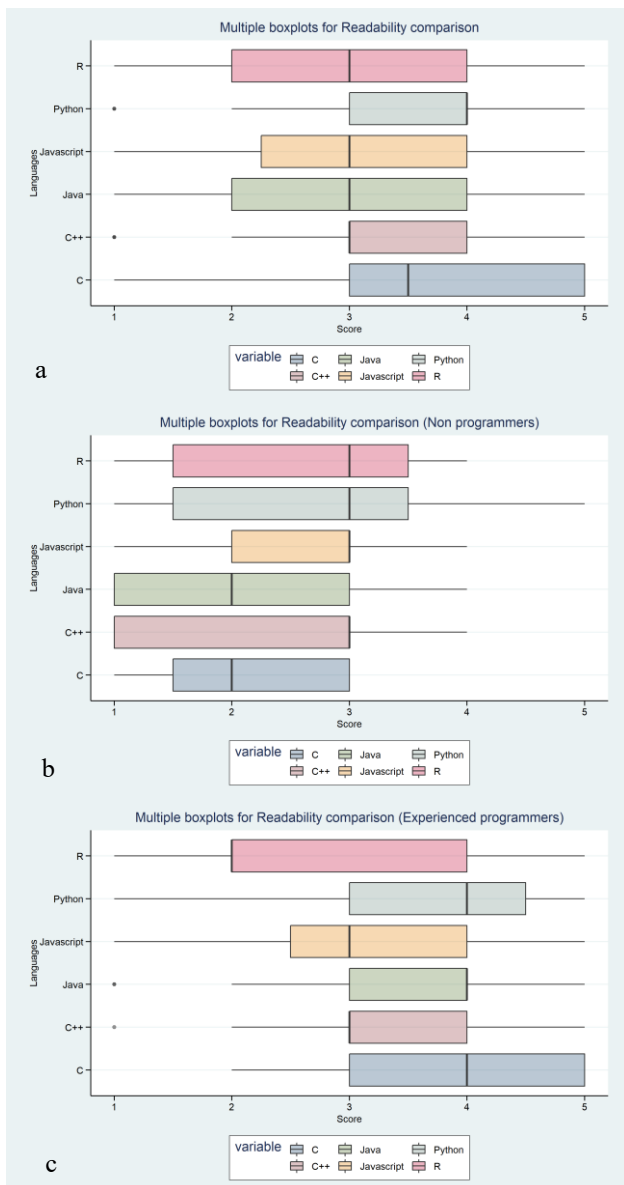 Multiple boxplots for Readability comparison
Languages
R
Python
Javascript
Java
C++
C
1 2 3 4 5
Score
variable C Java Python
C++ Javascript R
a
Multiple boxplots for Readability comparison (Non programmers)
Languages
R
Python
Javascript
Java
C++
C
1 2 3 4 5
Score
variable C Java Python
C++ Javascript R
b
Multiple boxplots for Readability comparison (Experienced programmers)
Languages
R
Python
Javascript
Java
C++
C
1 2 3 4 5
Score
variable C Java Python
C++ Javascript R
c